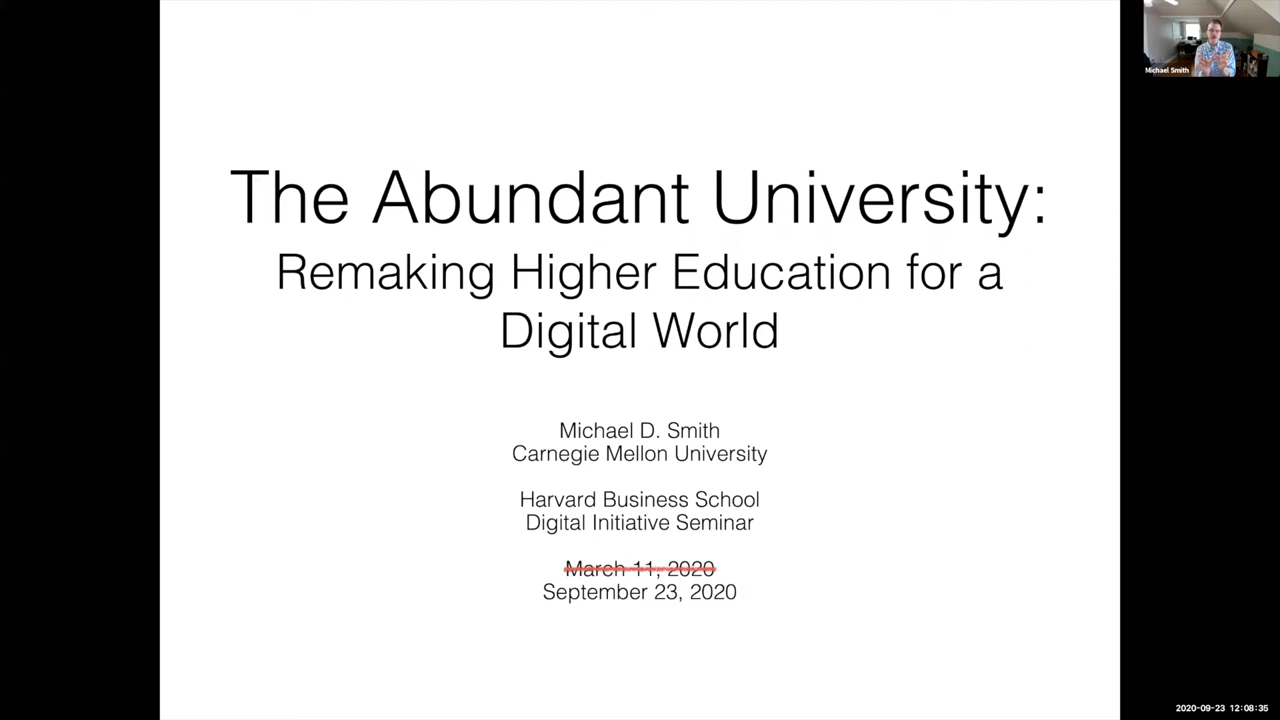 The Abundant University:
Remaking Higher Education for a
Digital World
Michael D. Smith
Carnegie Mellon University
Harvard Business School
Digital Initiative Seminar
March 11, 2020
September 23, 2020
Michael Smith
2020-09-23 12:08:35